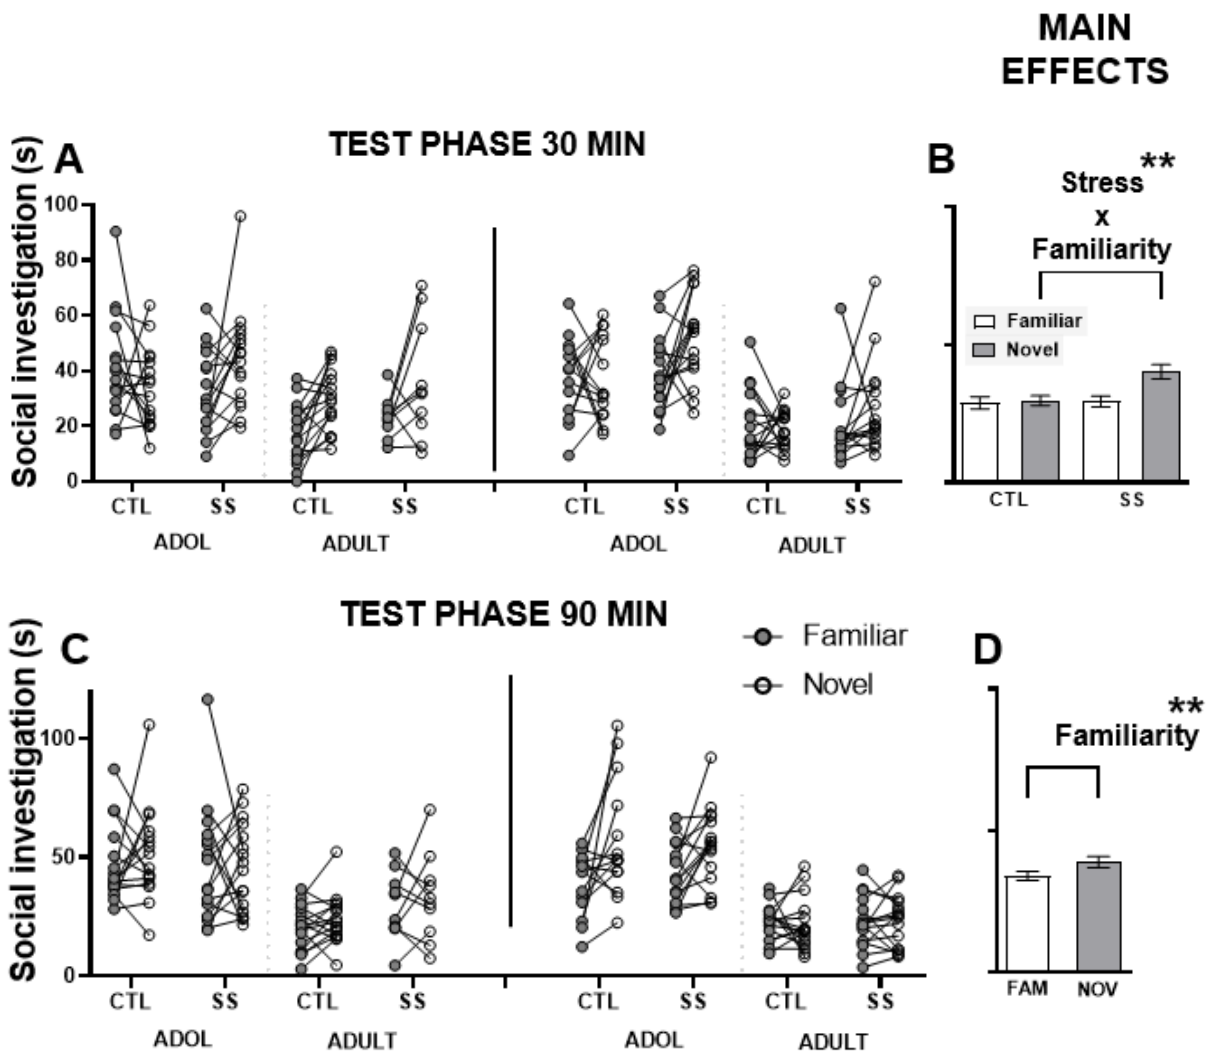 MAIN
EFFECTS
TEST PHASE 30 MIN
A
Social investigation (s)
100
80
60
40
20
0
CTL SS CTL SS CTL SS CTL SS
ADOL ADULT ADOL ADULT
B
**
Stress
x
Familiarity
Familiar
Novel
CTL SS
TEST PHASE 90 MIN
C
Social investigation (s)
Familiar
Novel
100
50
0
CTL SS CTL SS CTL SS CTL SS
ADOL ADULT ADOL ADULT
D
**
Familiarity
FAM NOV